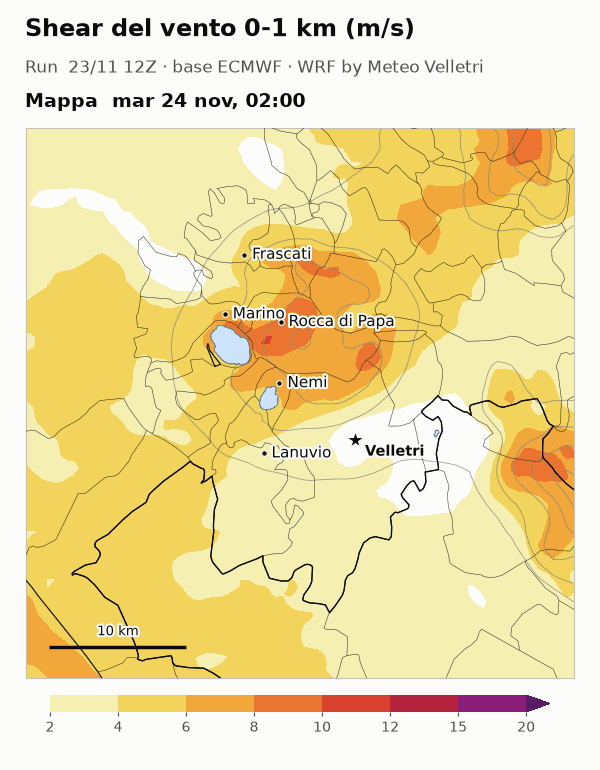 Shear del vento 0-1 km (m/s)
Run  23/11 12Z · base ECMWF · WRF by Meteo Velletri
Mappa  mar 24 nov, 02:00
Frascati
Marino
Rocca di Papa
Nemi
Velletri
Lanuvio
10 km
2 4 6 8 10 12 15 20